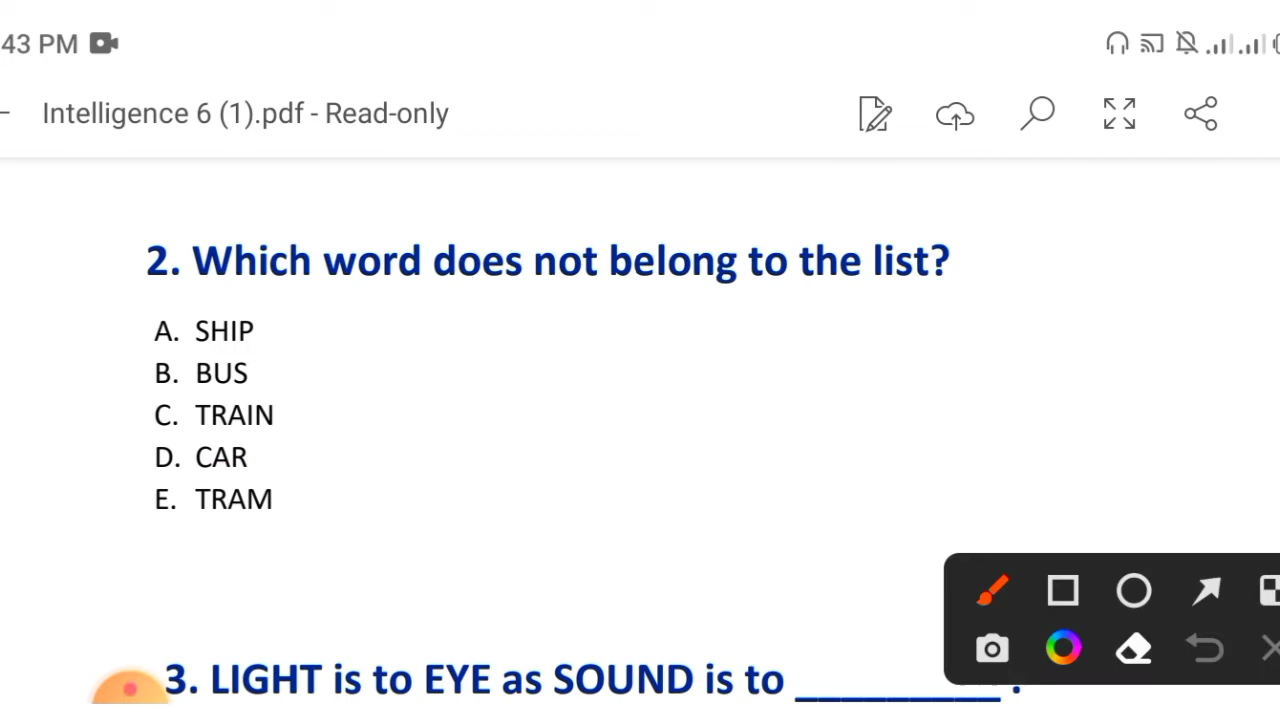 43 PM
Intelligence 6 (1).pdf - Read-only
2. Which word does not belong to the list?
A. SHIP
B. BUS
C. TRAIN
D. CAR
E. TRAM
3. LIGHT is to EYE as SOUND is to _________ .